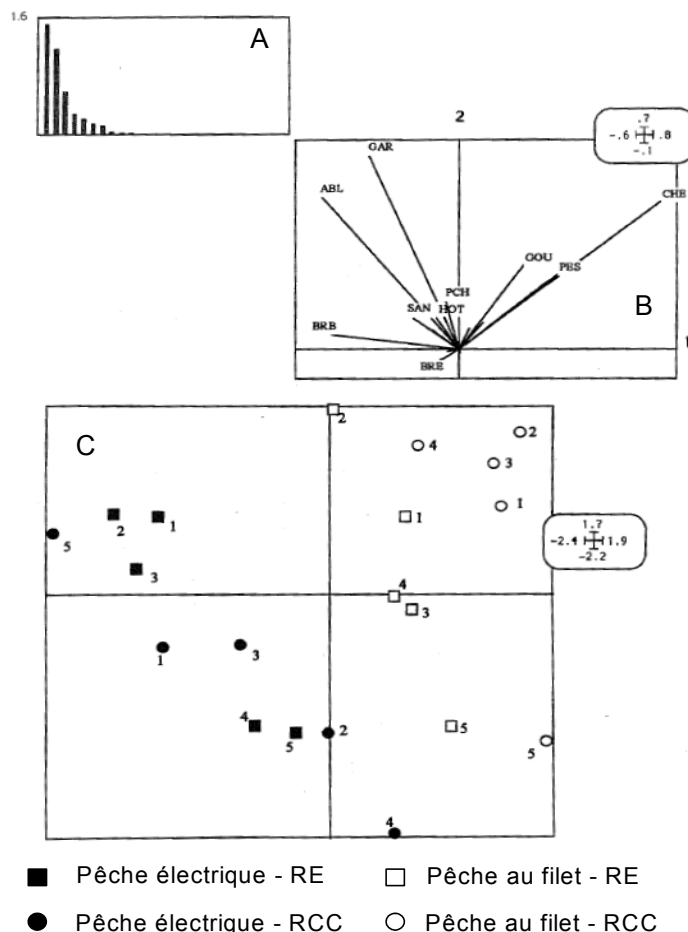 1.6
A
2
.7
-.6 .8
-.1
GAR
ABL
CHE
GOU
PES
PCH
SAN HOT
B
BRB
1
BRE
C
2
4
2
3
1
1
2
1
5
3
1.7
-2.4 1.9
-2.2
4
3
1
3
4
5
2
5
5
4
Pêche électrique - RE
Pêche au filet - RE
Pêche électrique - RCC
Pêche au filet - RCC